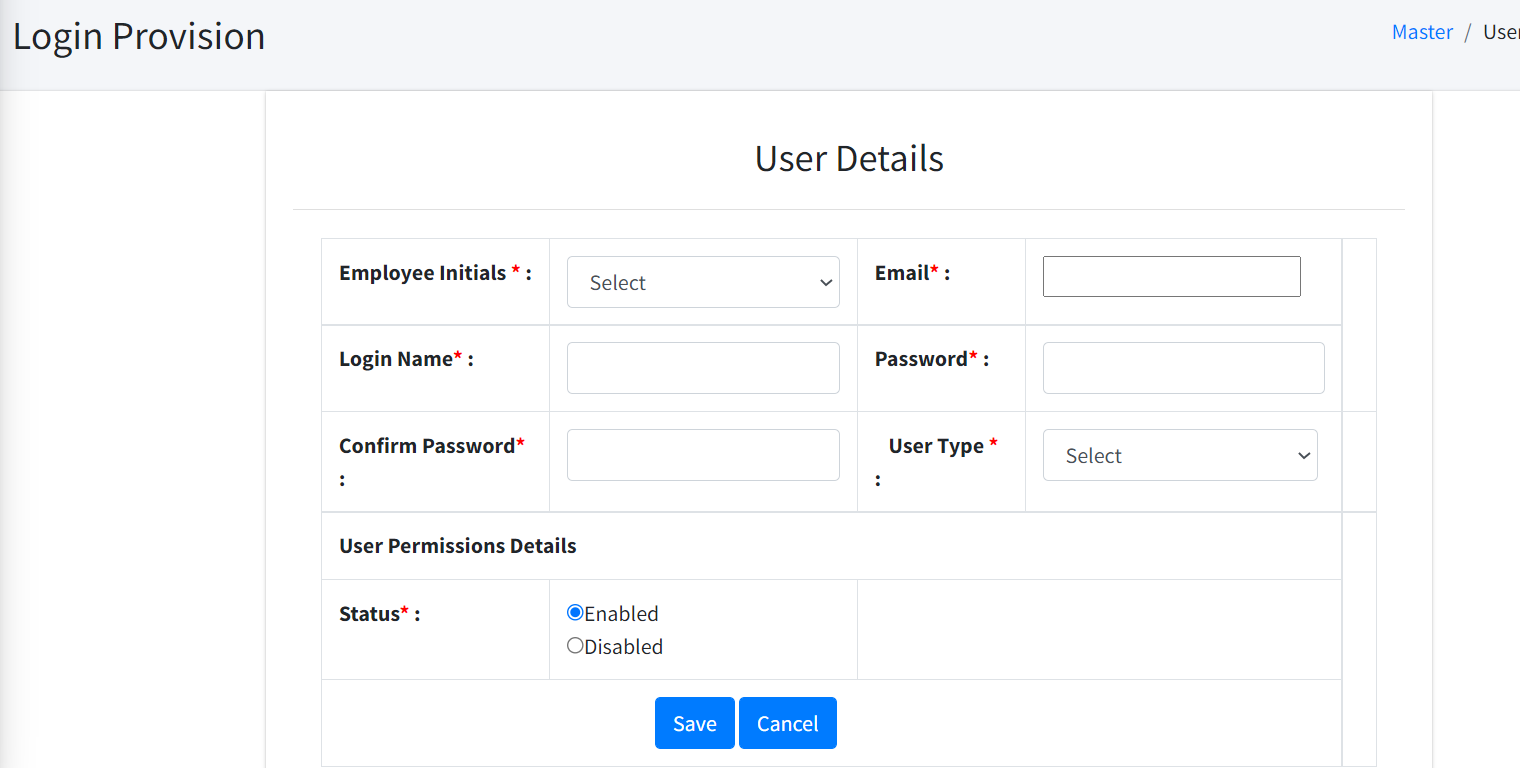 Login Provision
Master / User
User Details
Employee Initials * :
Select
Email* :
Login Name* :
Password* :
Confirm Password*
:
User Type *
:
Select
User Permissions Details
Status* :
Enabled
Disabled
Save
Cancel